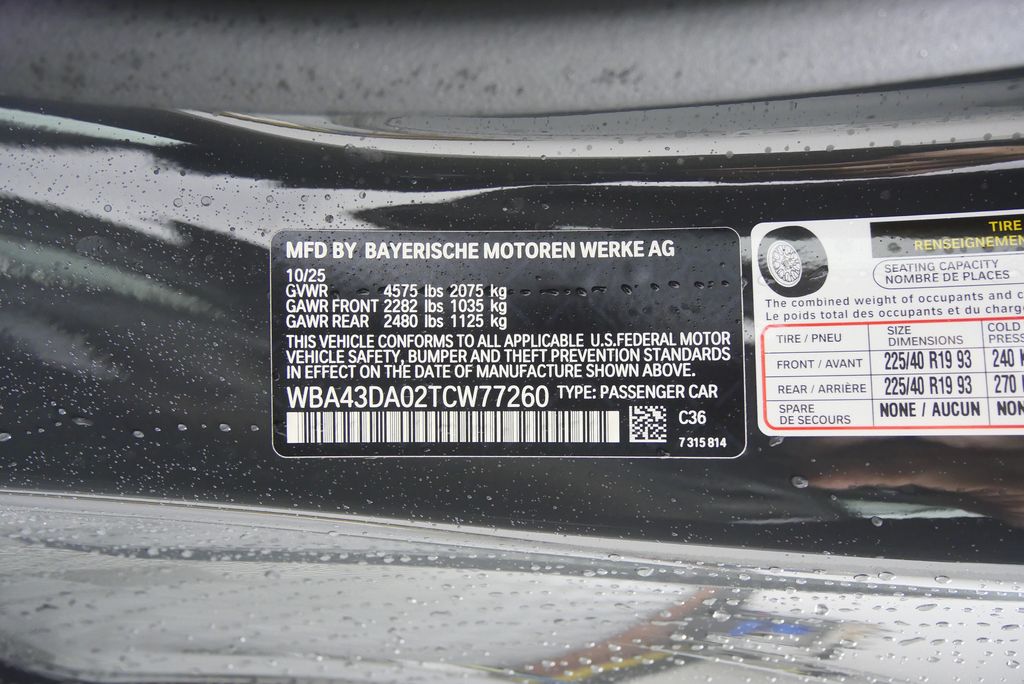 MFD BY BAYERISCHE MOTOREN WERKE AG
10/25
GVWR 4575 lbs 2075 kg
GAWR FRONT 2282 lbs 1035 kg
GAWR REAR 2480 lbs 1125 kg
THIS VEHICLE CONFORMS TO ALL APPLICABLE U.S.FEDERAL MOTOR
VEHICLE SAFETY, BUMPER AND THEFT PREVENTION STANDARDS
IN EFFECT ON THE DATE OF MANUFACTURE SHOWN ABOVE.
WBA43DA02TCW77260 TYPE: PASSENGER CAR
C36
7 315 814
TIRE
RENSEIGNEMEN
SEATING CAPACITY
NOMBRE DE PLACES
The combined weight of occupants and c
Le poids total des occupants et du charg
TIRE / PNEU SIZE DIMENSIONS COLD PRESS
FRONT / AVANT 225/40 R19 93 240
REAR / ARRIÈRE 225/40 R19 93 270
SPARE DE SECOURS NONE / AUCUN NON